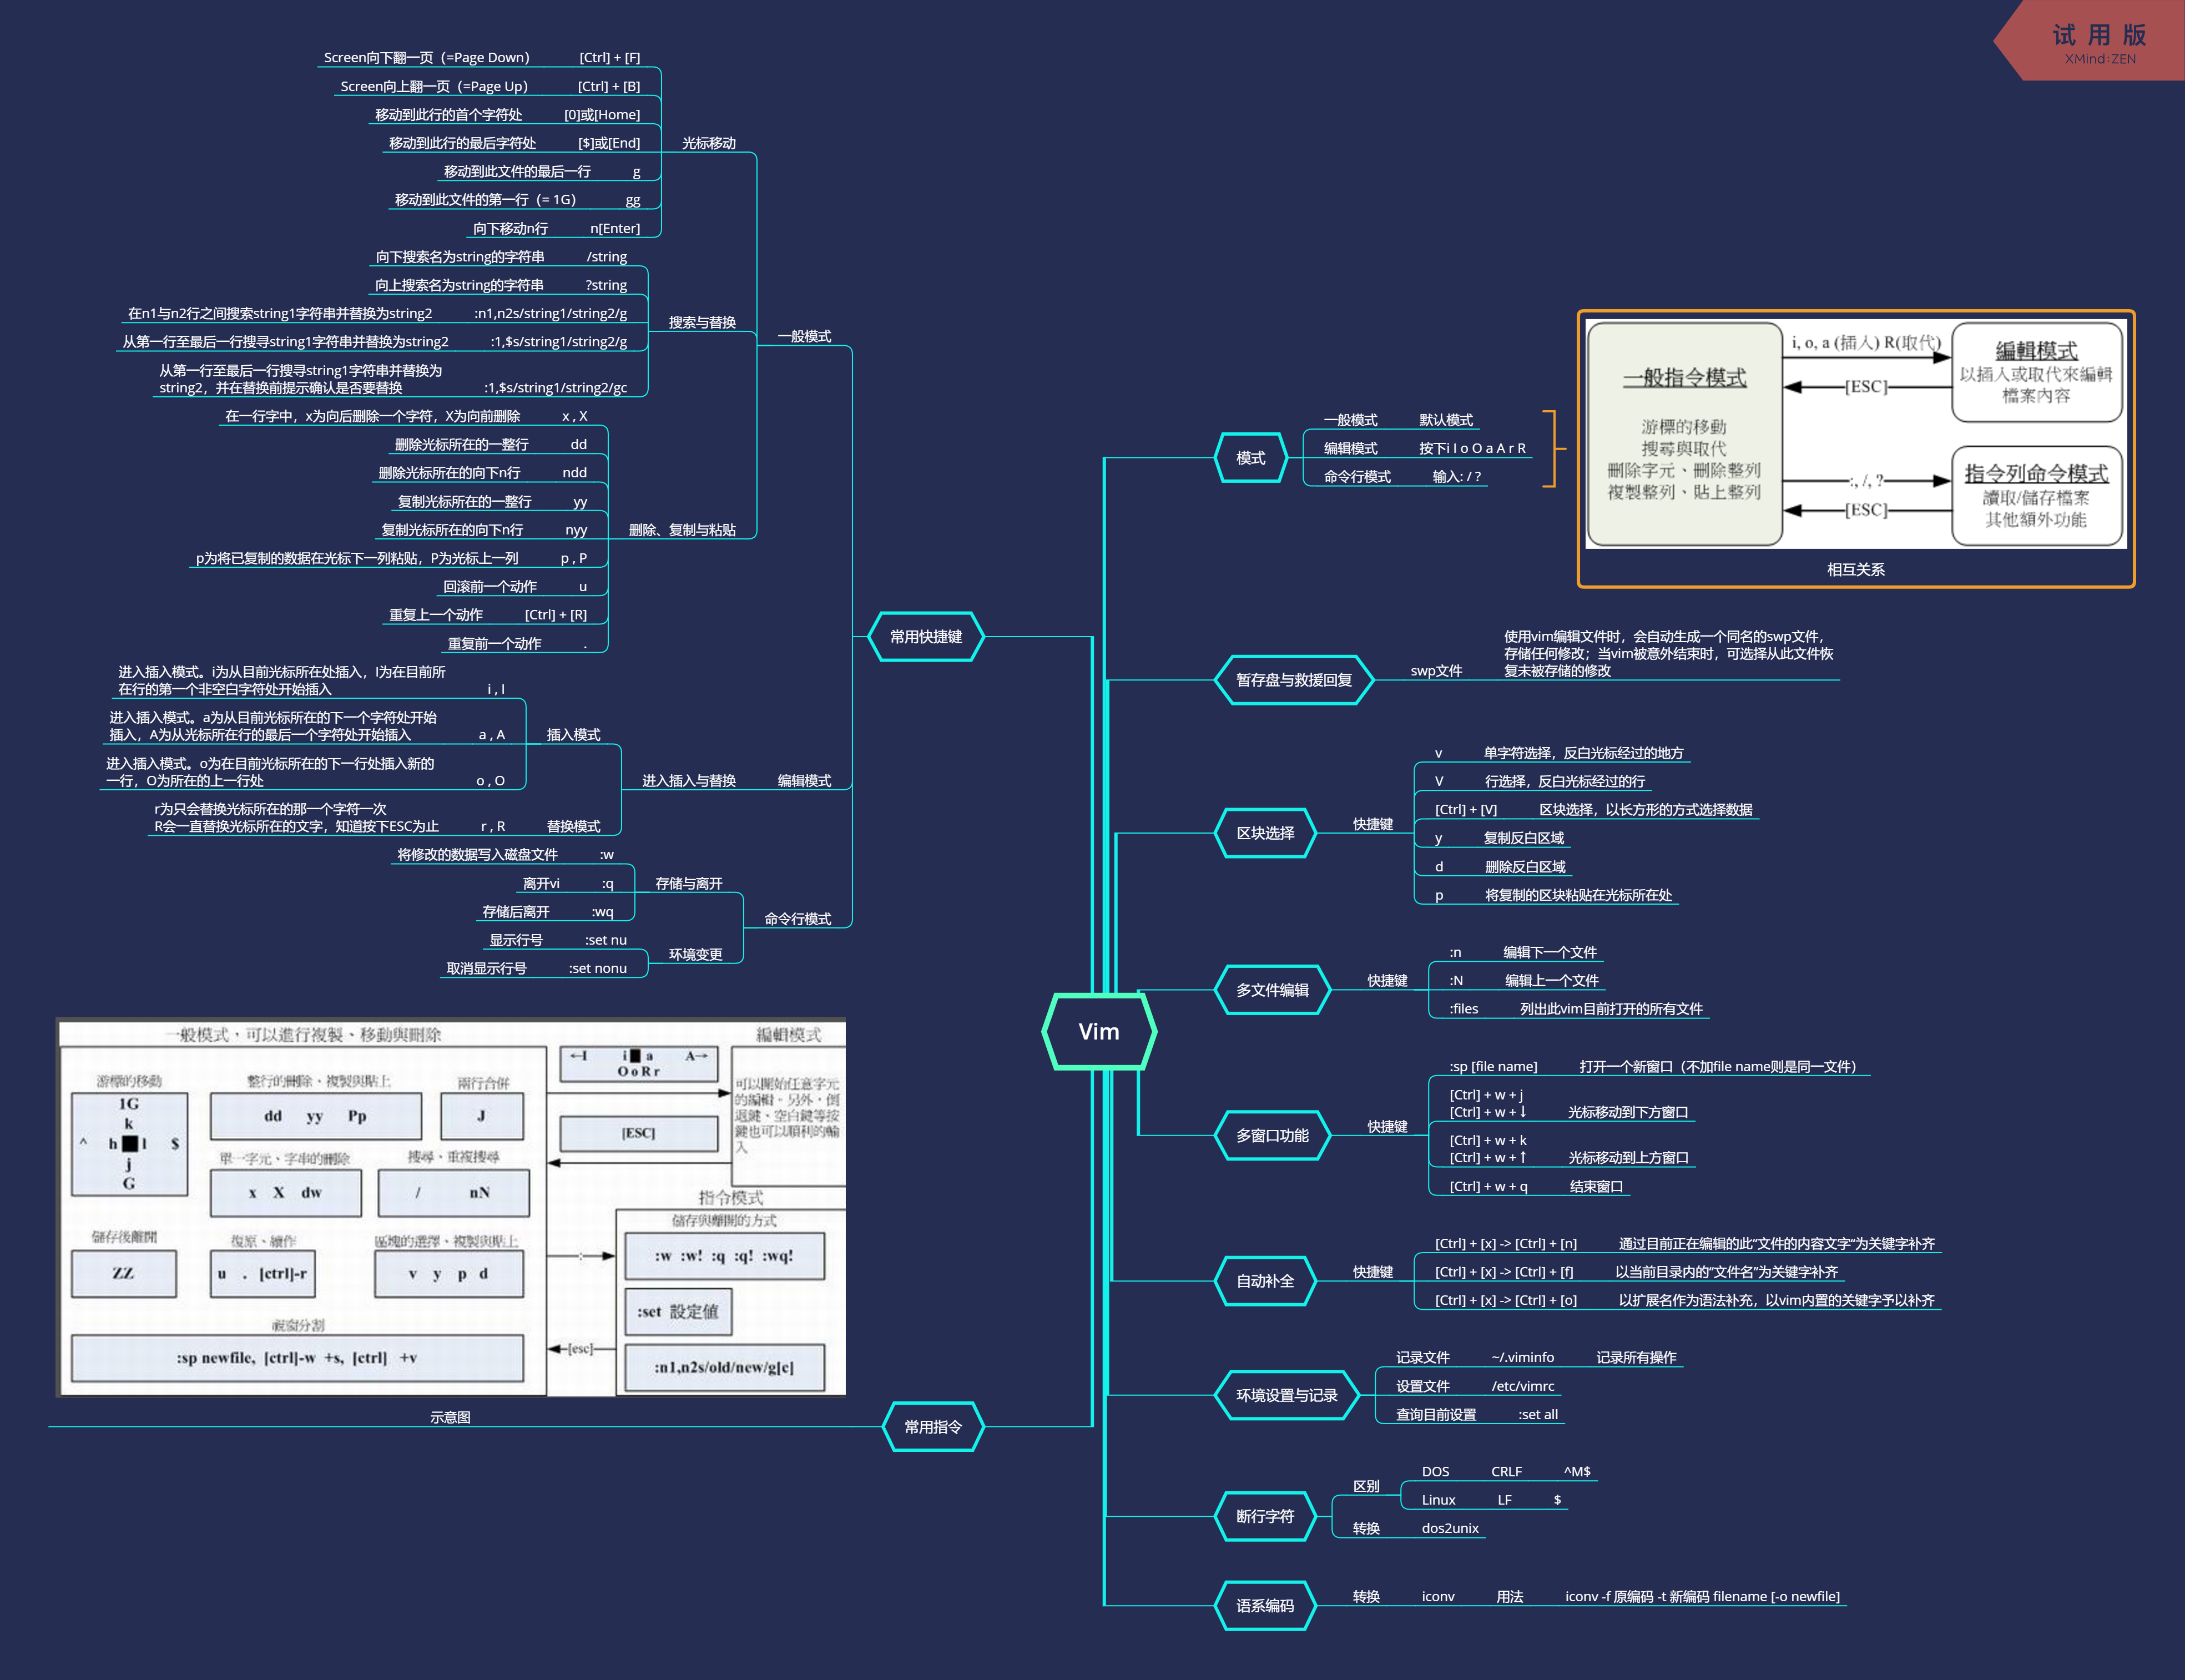 试 用 版
XMind:ZEN
Vim
常用快捷键
一般模式
光标移动
Screen向下翻一页（=Page Down） [Ctrl] + [F]
Screen向上翻一页（=Page Up） [Ctrl] + [B]
移动到此行的首个字符处 [0]或[Home]
移动到此行的最后字符处 [$]或[End]
移动到此文件的最后一行 g
移动到此文件的第一行（= 1G） gg
向下移动n行 n[Enter]
搜索与替换
向下搜索名为string的字符串 /string
向上搜索名为string的字符串 ?string
在n1与n2行之间搜索string1字符串并替换为string2 :n1,n2s/string1/string2/g
从第一行至最后一行搜寻string1字符串并替换为string2 :1,$s/string1/string2/g
从第一行至最后一行搜寻string1字符串并替换为
string2，并在替换前提示确认是否要替换 :1,$s/string1/string2/gc
删除、复制与粘贴
在一行字中，x为向后删除一个字符，X为向前删除 x , X
删除光标所在的一整行 dd
删除光标所在的向下n行 ndd
复制光标所在的一整行 yy
复制光标所在的向下n行 nyy
p为将已复制的数据在光标下一列粘贴，P为光标上一列 p , P
回滚前一个动作 u
重复上一个动作 [Ctrl] + [R]
重复前一个动作 .
编辑模式
进入插入与替换
插入模式
进入插入模式。i为从目前光标所在处插入，I为在目前所
在行的第一个非空白字符处开始插入 i , I
进入插入模式。a为从目前光标所在的下一个字符处开始
插入，A为从光标所在行的最后一个字符处开始插入 a , A
进入插入模式。o为在目前光标所在的下一行处插入新的
一行，O为所在的上一行处 o , O
替换模式
r为只会替换光标所在的那一个字符一次
R会一直替换光标所在的文字，知道按下ESC为止 r , R
命令行模式
存储与离开
将修改的数据写入磁盘文件 :w
离开vi :q
存储后离开 :wq
环境变更
显示行号 :set nu
取消显示行号 :set nonu
常用指令
示意图
一般模式，可以進行複製、移動與刪除
游標的移動
1G
k
^ h l $
j
G
整行的刪除、複製與貼上
dd yy Pp
兩行合併
J
單一字元、字串的刪除
x X dw
搜尋、重複搜尋
/ nN
儲存後離開
ZZ
復原、續作
u . [ctrl]-r
區塊的選擇、複製與貼上
v y p d
視窗分割
:sp newfile, [ctrl]-w +s, [ctrl] +v
←I i a A→
O o R r
[ESC]
編輯模式
可以開始任意字元
的編輯。另外，倒
退鍵、空白鍵等按
鍵也可以順利的輸
入
:
[esc]
指令模式
儲存與離開的方式
:w :w! :q :q! :wq!
:set 設定值
:n1,n2s/old/new/g[c]
模式
一般模式 默认模式
编辑模式 按下i I o O a A r R
命令行模式 输入: / ?
一般指令模式
游標的移動
搜尋與取代
刪除字元、刪除整列
複製整列、貼上整列
i, o, a (插入) R(取代)
[ESC]
編輯模式
以插入或取代來編輯
檔案內容
:, /, ?
[ESC]
指令列命令模式
讀取/儲存檔案
其他額外功能
相互关系
暂存盘与救援回复
swp文件
使用vim编辑文件时，会自动生成一个同名的swp文件，
存储任何修改；当vim被意外结束时，可选择从此文件恢
复未被存储的修改
区块选择
快捷键
v 单字符选择，反白光标经过的地方
V 行选择，反白光标经过的行
[Ctrl] + [V] 区块选择，以长方形的方式选择数据
y 复制反白区域
d 删除反白区域
p 将复制的区块粘贴在光标所在处
多文件编辑
快捷键
:n 编辑下一个文件
:N 编辑上一个文件
:files 列出此vim目前打开的所有文件
多窗口功能
快捷键
:sp [file name] 打开一个新窗口（不加file name则是同一文件）
[Ctrl] + w + j
[Ctrl] + w + ↓ 光标移动到下方窗口
[Ctrl] + w + k
[Ctrl] + w + ↑ 光标移动到上方窗口
[Ctrl] + w + q 结束窗口
自动补全
快捷键
[Ctrl] + [x] -> [Ctrl] + [n] 通过目前正在编辑的此“文件的内容文字“为关键字补齐
[Ctrl] + [x] -> [Ctrl] + [f] 以当前目录内的“文件名”为关键字补齐
[Ctrl] + [x] -> [Ctrl] + [o] 以扩展名作为语法补充，以vim内置的关键字予以补齐
环境设置与记录
记录文件 ~/.viminfo 记录所有操作
设置文件 /etc/vimrc
查询目前设置 :set all
断行字符
区别
DOS CRLF ^M$
Linux LF $
转换 dos2unix
语系编码
转换 iconv 用法 iconv -f 原编码 -t 新编码 filename [-o newfile]